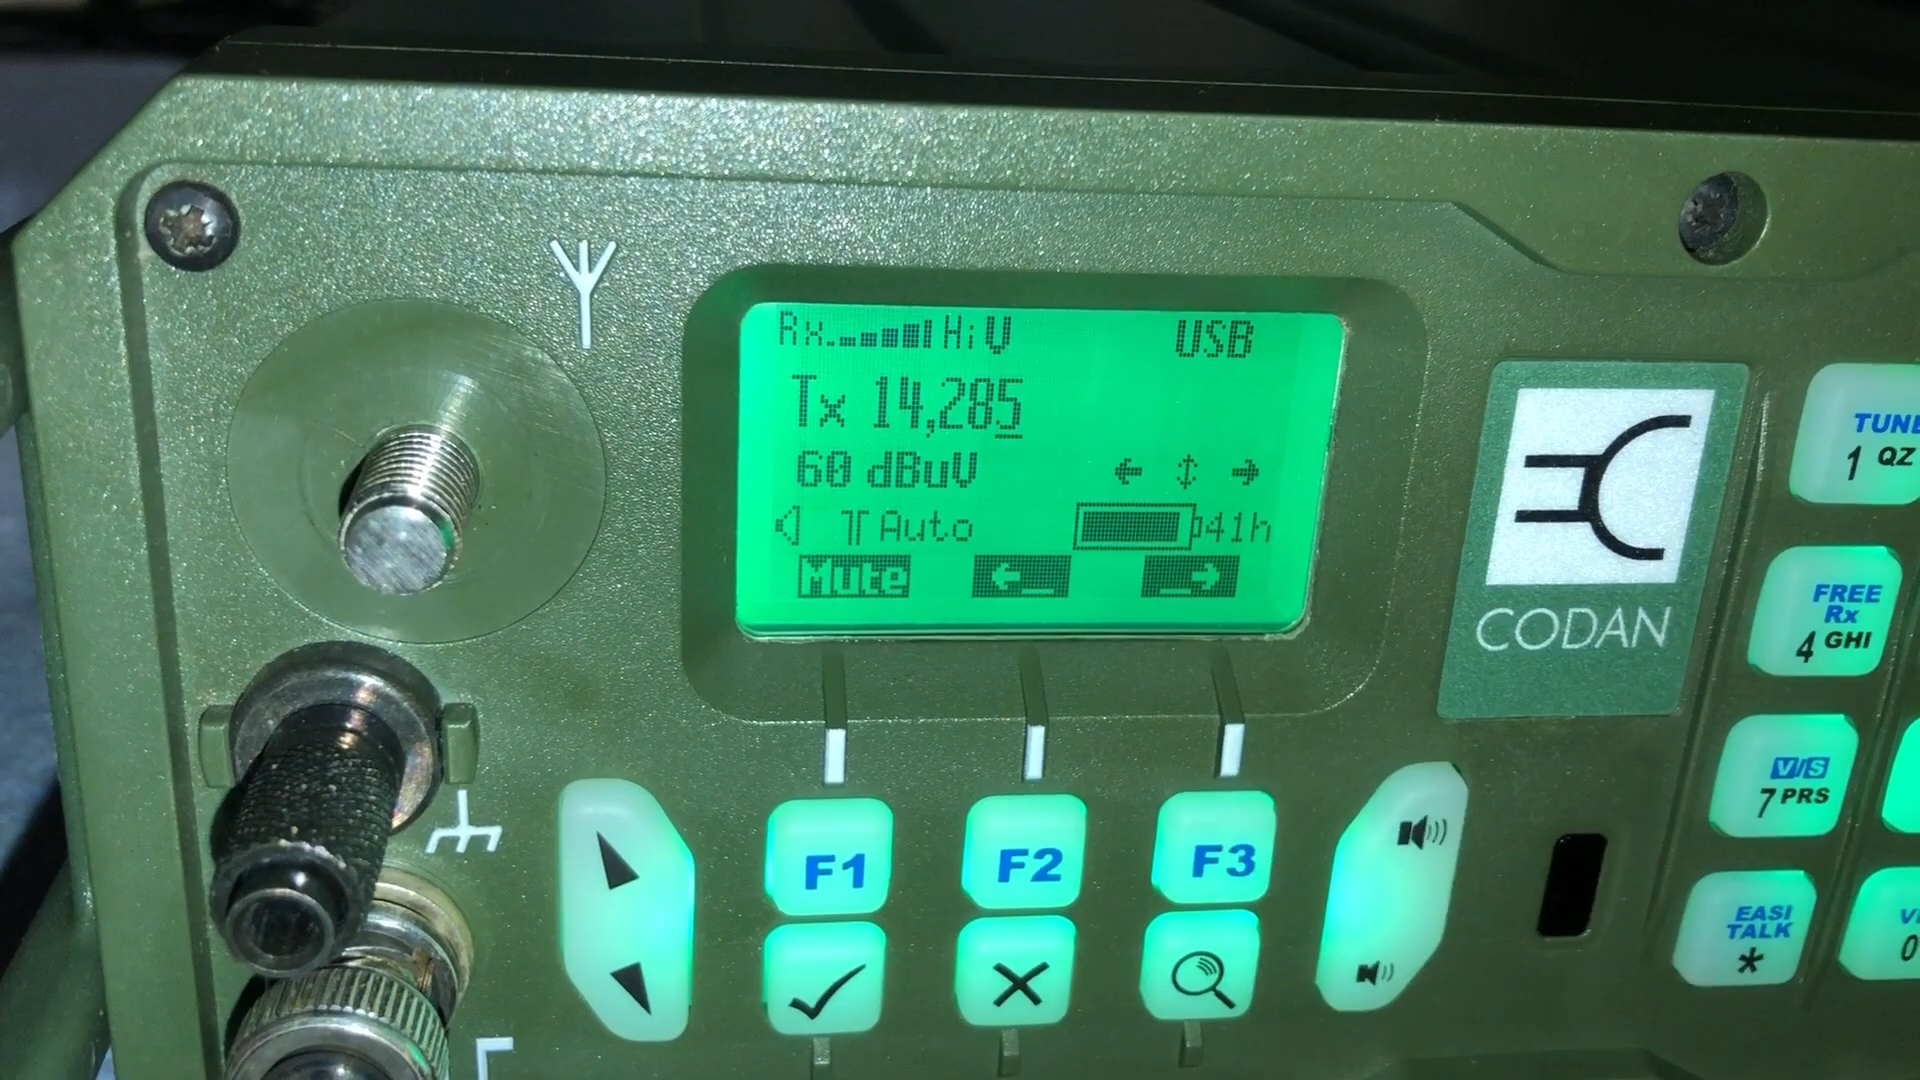 Rx Hi V USB
Tx 14,285
60 dBuV
Auto 41h
Mute
CODAN
TUNE
1 QZ
FREE
Rx
4 GHI
V/S
7 PRS
EASI
TALK
*
0
F1 F2 F3